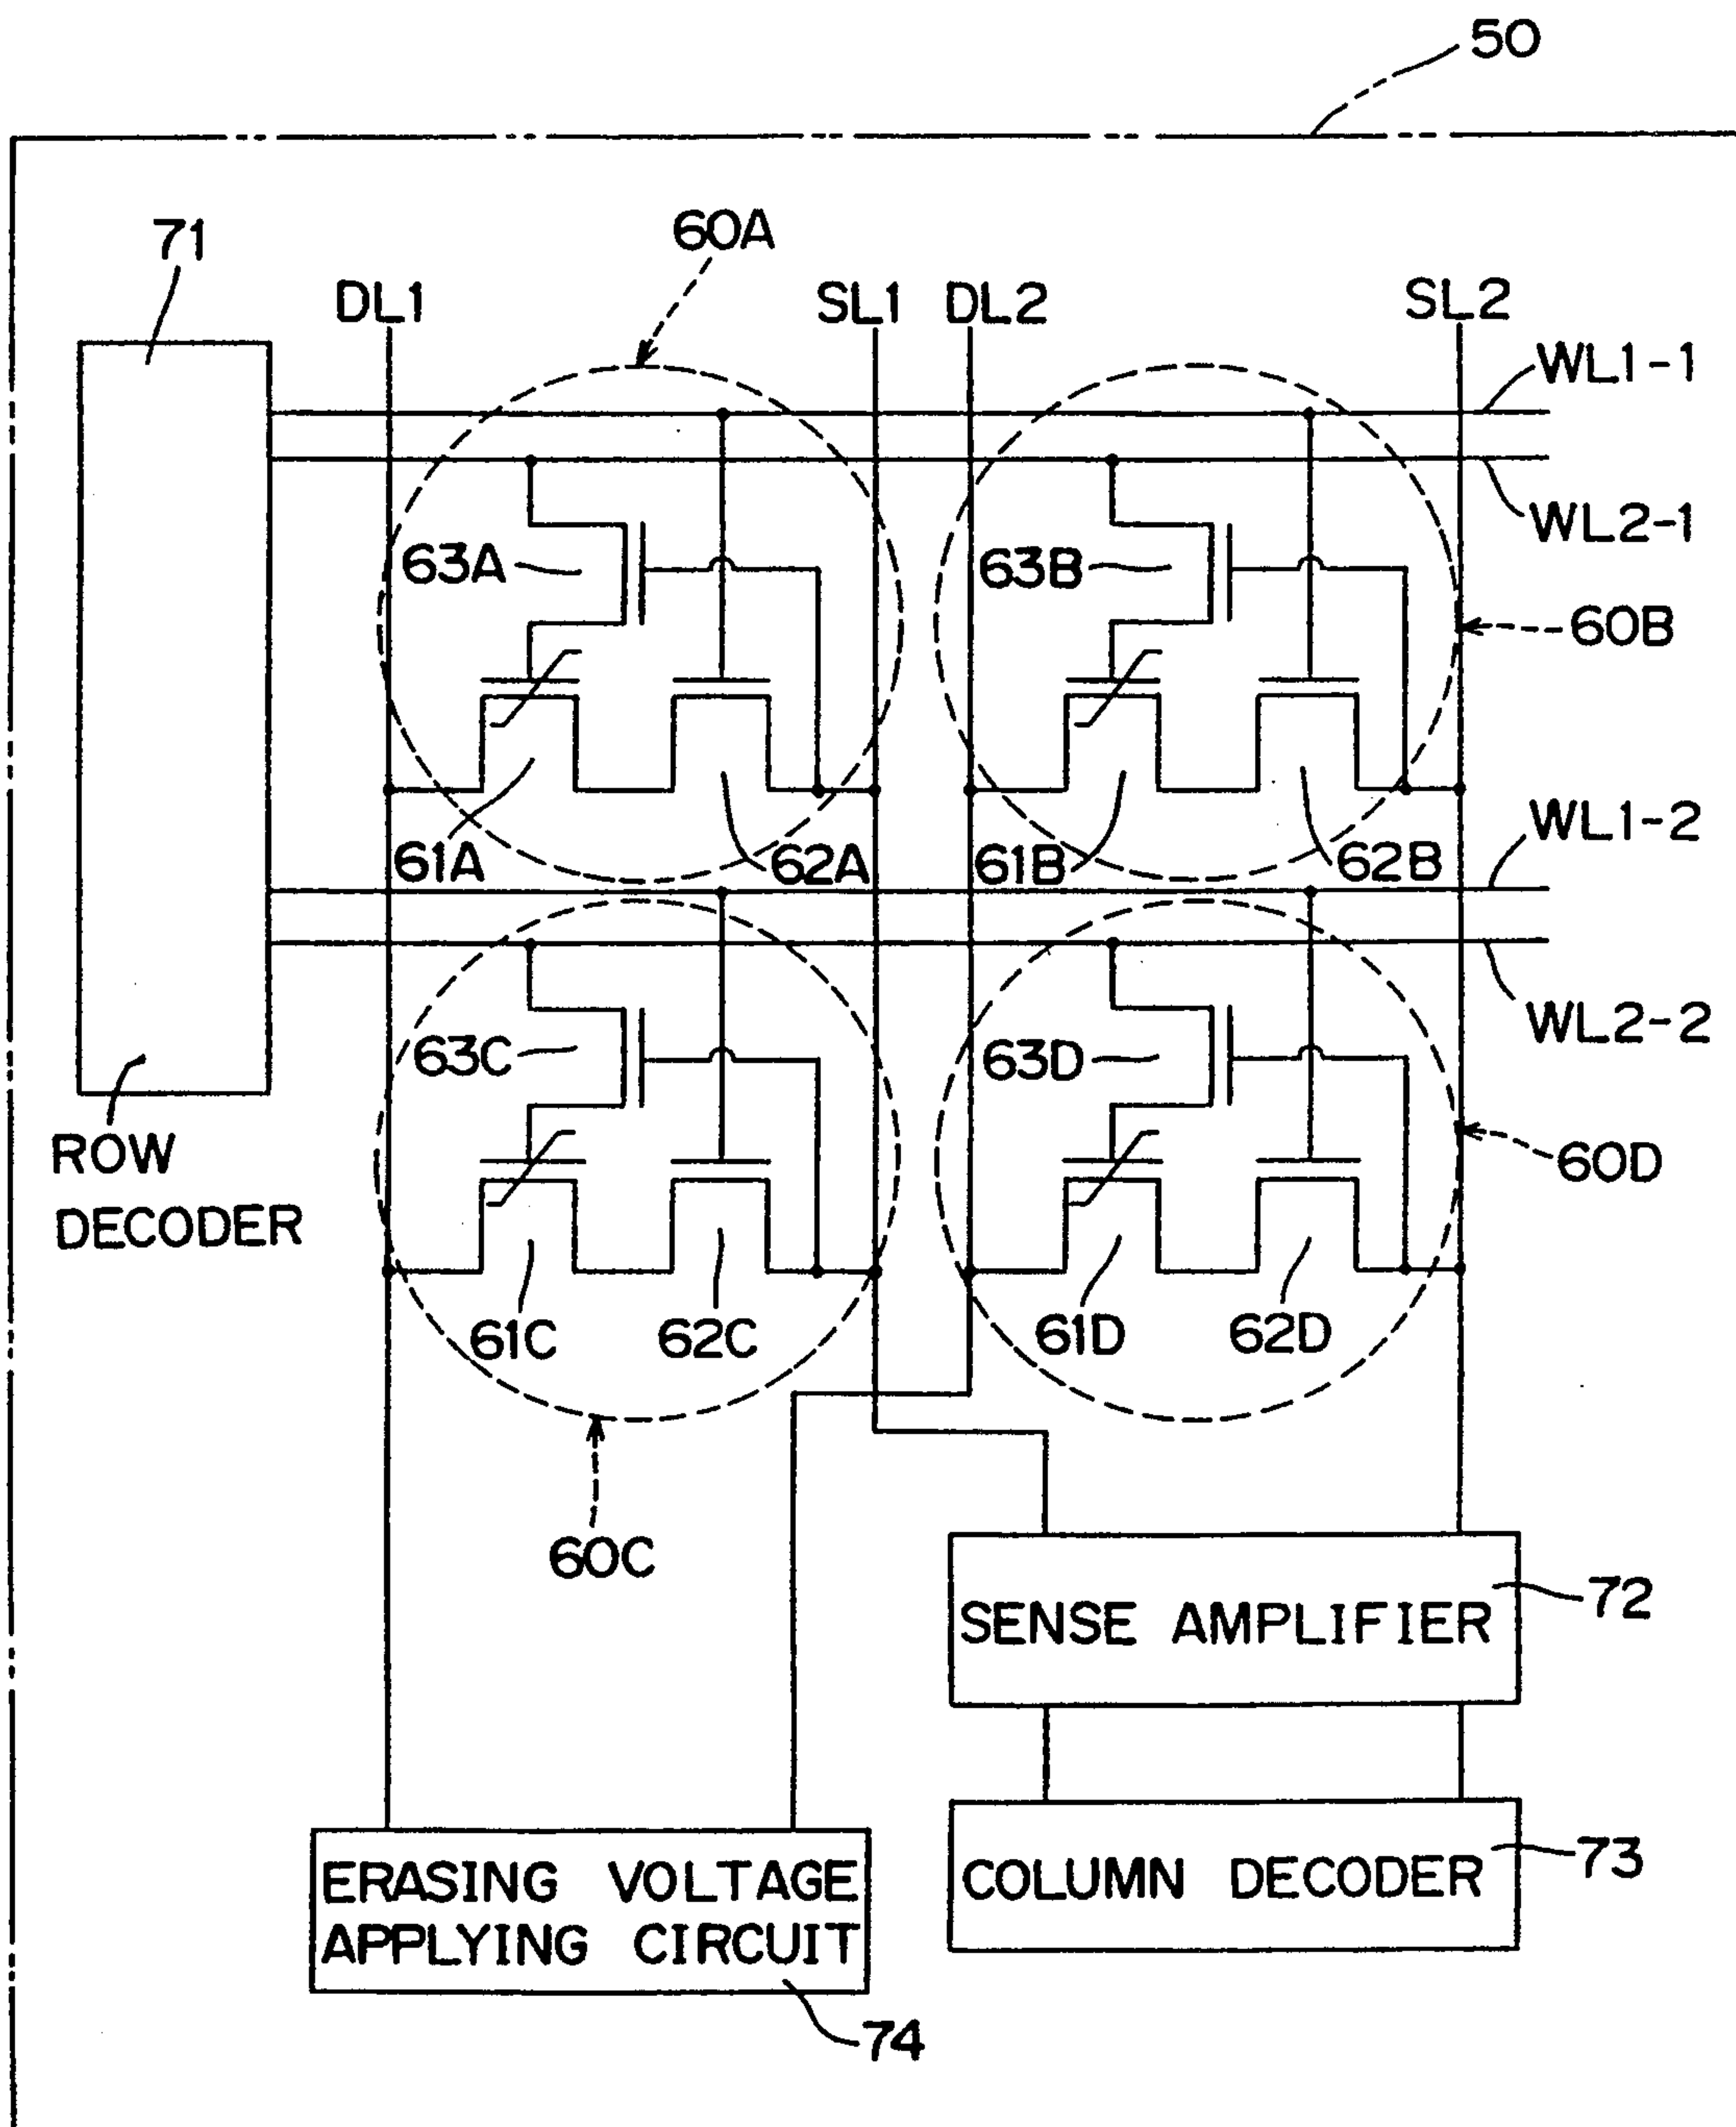 50
71
60A
DL1
SL1
DL2
SL2
WL1-1
WL2-1
63A
63B
60B
61A
62A
61B
62B
WL1-2
WL2-2
63C
63D
60D
ROW
DECODER
61C
62C
61D
62D
60C
72
SENSE AMPLIFIER
73
COLUMN DECODER
ERASING VOLTAGE
APPLYING CIRCUIT
74